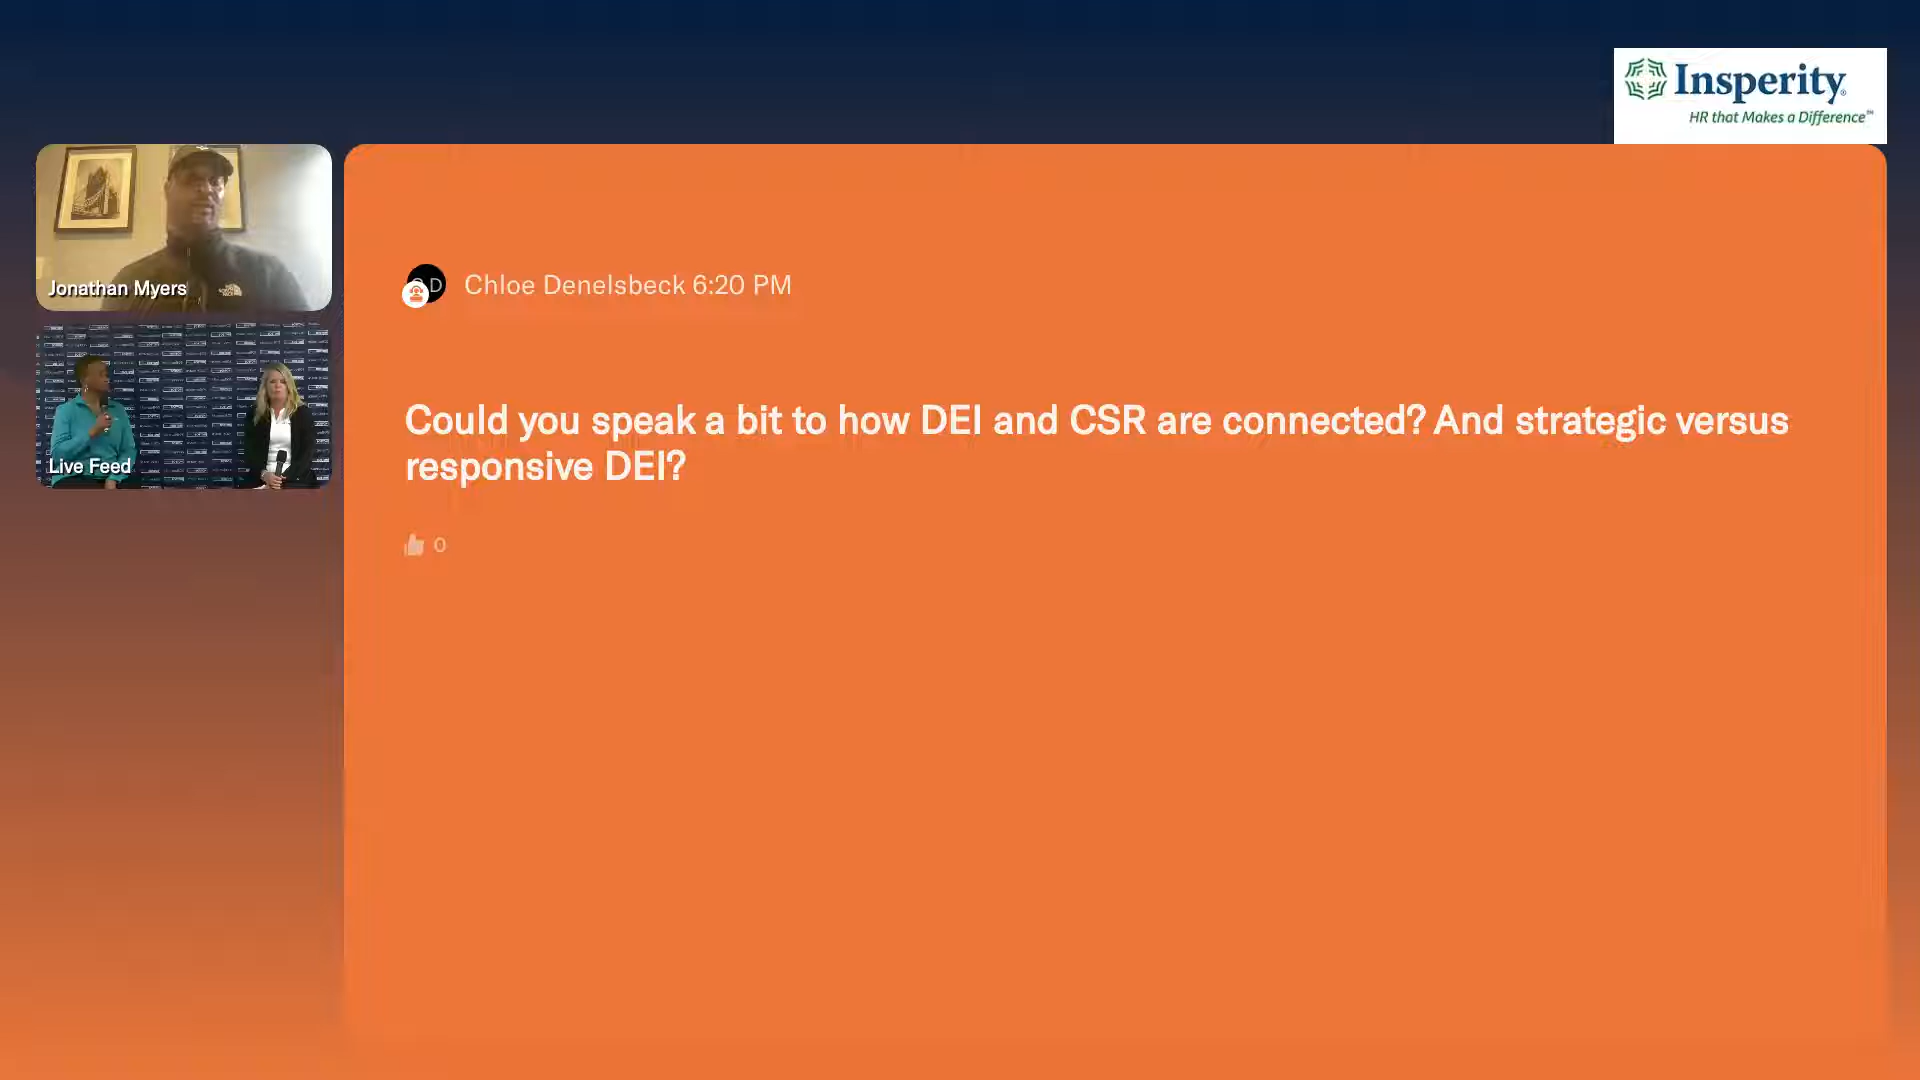 Insperity
HR that Makes a Difference™
Jonathan Myers
Live Feed
D
Chloe Denelsbeck 6:20 PM
Could you speak a bit to how DEI and CSR are connected? And strategic versus
responsive DEI?
0